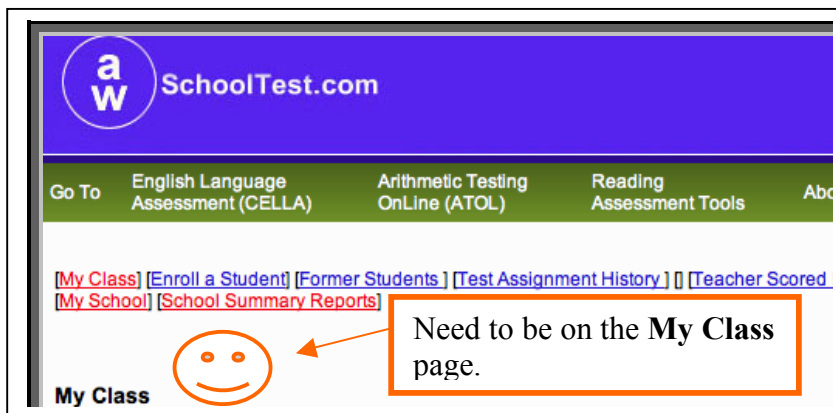 a
w
SchoolTest.com
Go To English Language Assessment (CELLA) Arithmetic Testing OnLine (ATOL) Reading Assessment Tools
[My Class] [Enroll a Student] [Former Students ] [Test Assignment History ] [] [Teacher Scored
[My School] [School Summary Reports]
Need to be on the My Class
page.
My Class